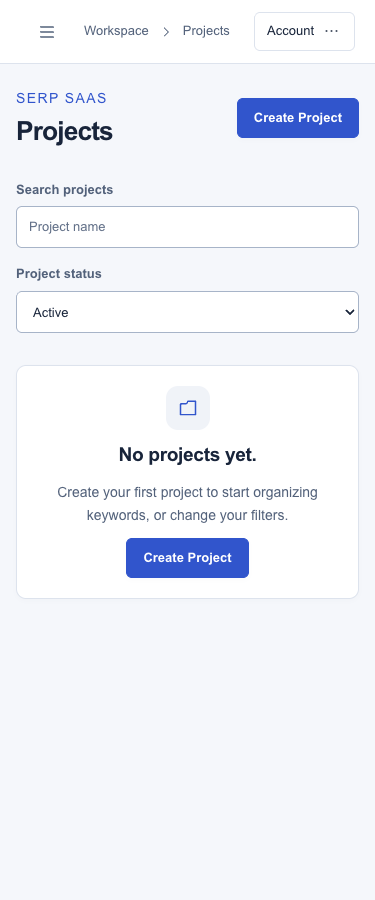 Workspace > Projects
Account ···
SERP SAAS
Projects
Create Project
Search projects
Project name
Project status
Active
No projects yet.
Create your first project to start organizing
keywords, or change your filters.
Create Project